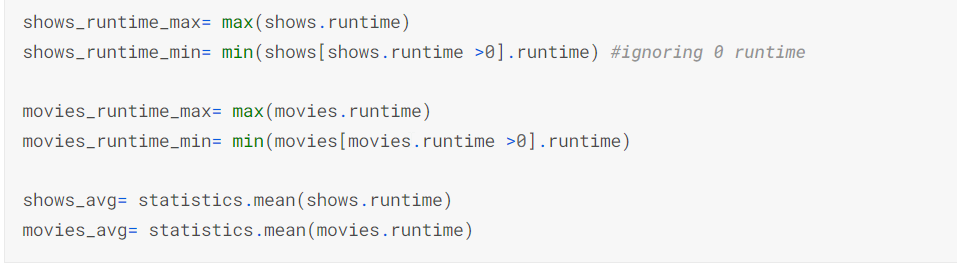 shows_runtime_max= max(shows.runtime)
shows_runtime_min= min(shows[shows.runtime >0].runtime) #ignoring 0 runtime
movies_runtime_max= max(movies.runtime)
movies_runtime_min= min(movies[movies.runtime >0].runtime)
shows_avg= statistics.mean(shows.runtime)
movies_avg= statistics.mean(movies.runtime)